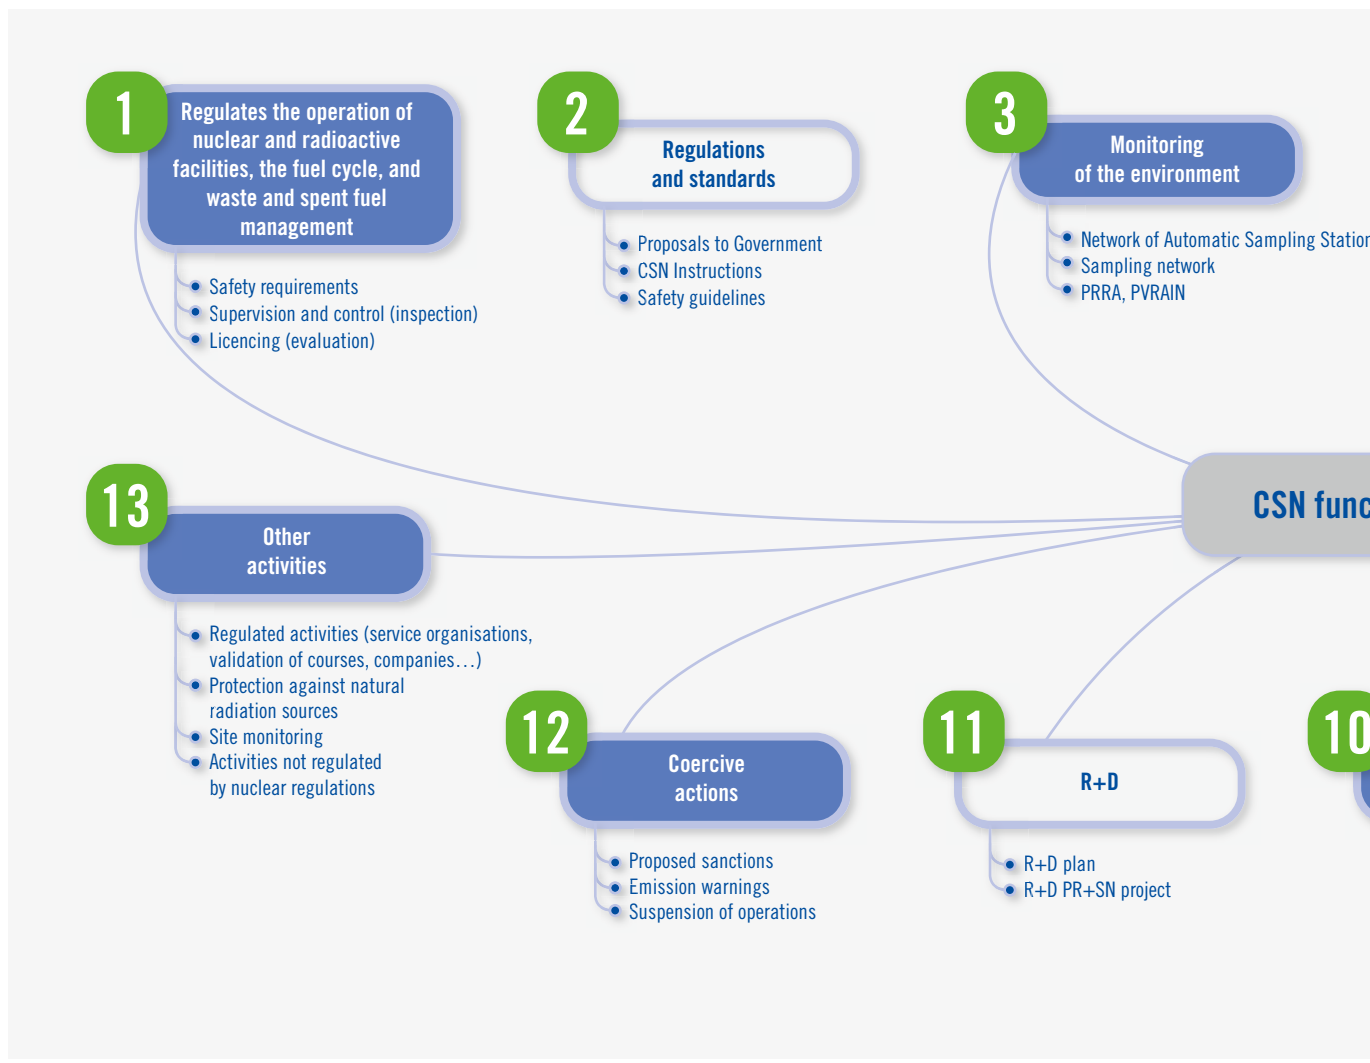 1
Regulates the operation of
nuclear and radioactive
facilities, the fuel cycle, and
waste and spent fuel
management
Safety requirements
Supervision and control (inspection)
Licencing (evaluation)
2
Regulations
and standards
Proposals to Government
CSN Instructions
Safety guidelines
3
Monitoring
of the environment
Network of Automatic Sampling Station
Sampling network
PRRA, PVRAIN
CSN func
13
Other
activities
Regulated activities (service organisations,
validation of courses, companies...)
Protection against natural
radiation sources
Site monitoring
Activities not regulated
by nuclear regulations
12
Coercive
actions
Proposed sanctions
Emission warnings
Suspension of operations
11
R+D
R+D plan
R+D PR+SN project
10